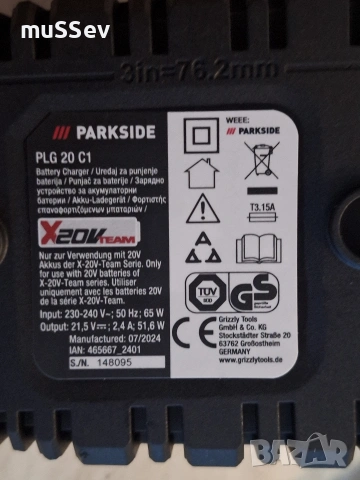 muSSev
3in=76.2mm
/// PARKSIDE
PLG 20 C1
Battery Charger / Uređaj za punjenje
baterija / Punjač za baterije / Зарядно
устройство за акумулаторни
батерии / Akku-Ladegerät / Φορτιστής
επαναφορτιζόμενων μπαταριών /
X20V TEAM
Nur zur Verwendung mit 20V
Akkus der X-20V-Team Serie. Only
for use with 20V batteries of
X-20V-Team series. Utiliser
uniquement avec les batteries 20V
de la série X-20V-Team.
Input: 230-240 V~; 50 Hz; 65 W
Output: 21,5 V; 2,4 A; 51,6 W
Manufactured: 07/2024
IAN: 465667_2401
S./N. 148095
WEEE:
/// PARKSIDE
T3.15A
TÜV
SÜD
GS
CE
Grizzly Tools
GmbH & Co. KG
Stockstädter Straße 20
63762 Großostheim
GERMANY
www.grizzlytools.de
BAZAR